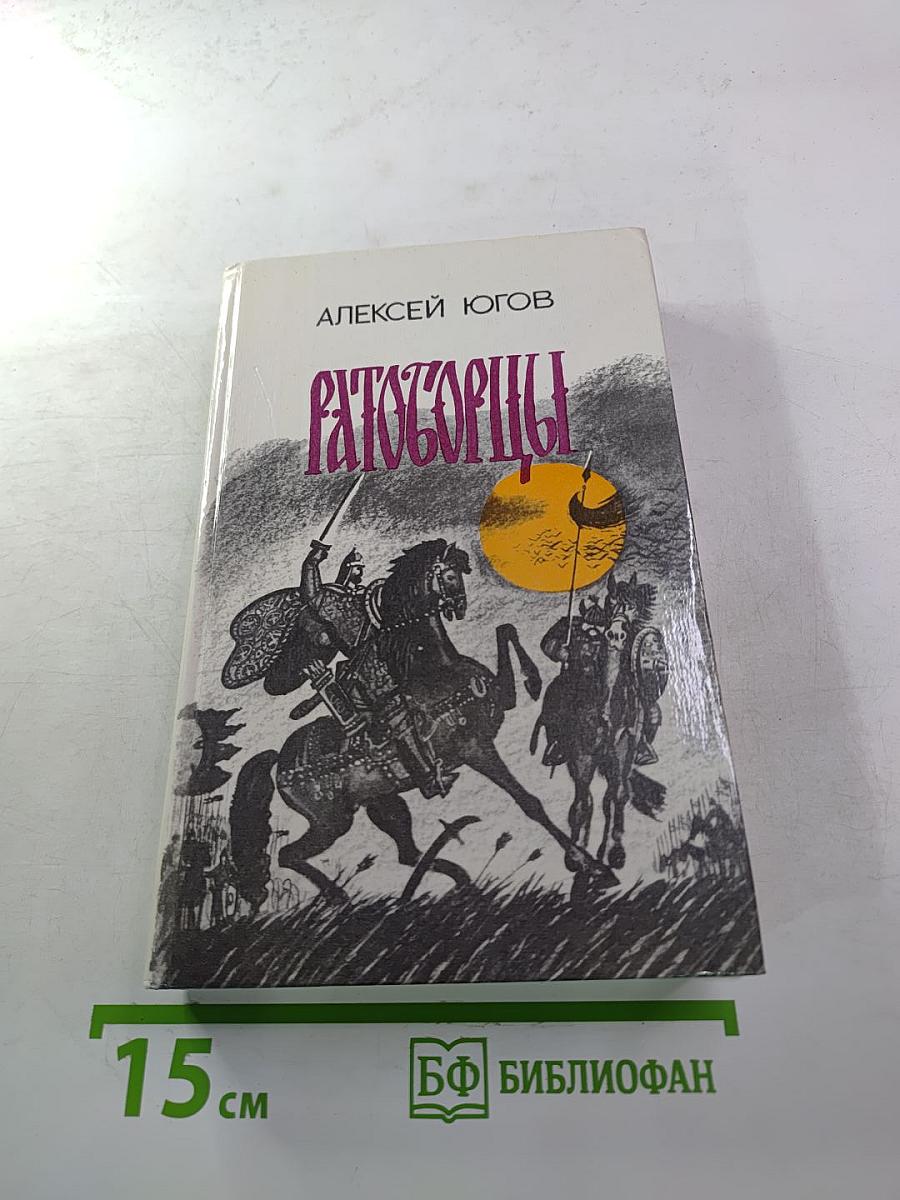 АЛЕКСЕЙ ЮГОВ
РАТОБОРЦЫ
15 см
БФ БИБЛИОФАН